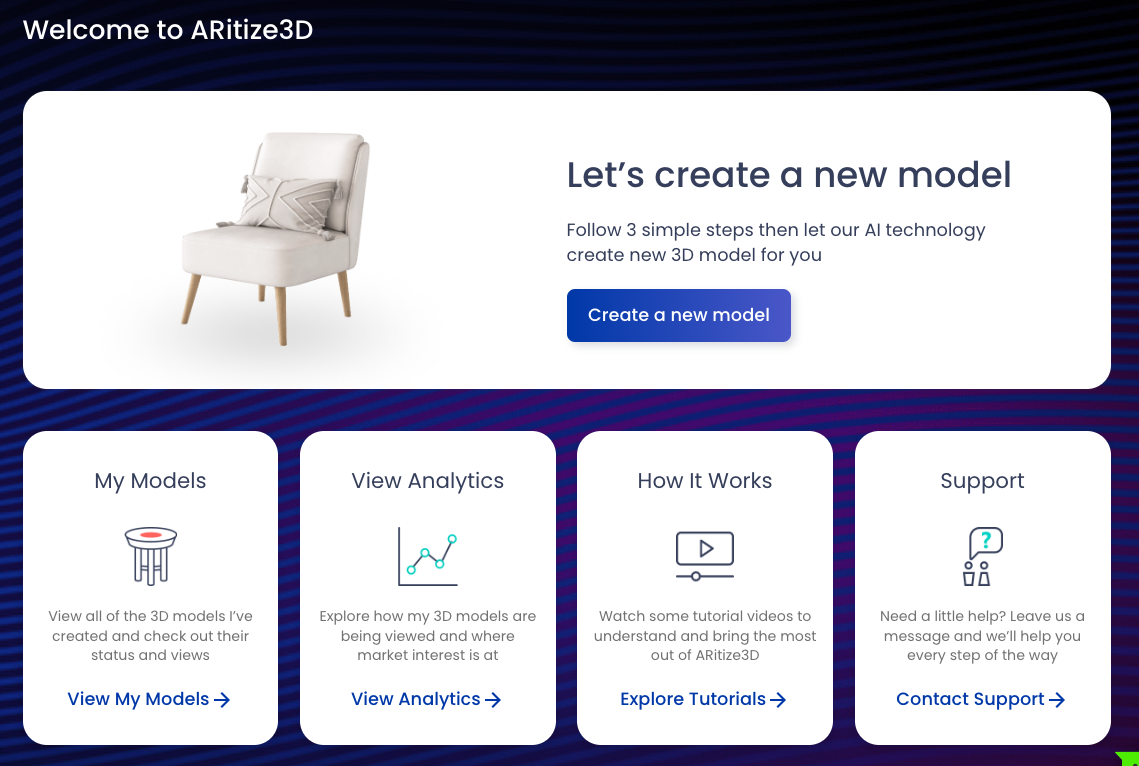 Welcome to ARitize3D
Let’s create a new model
Follow 3 simple steps then let our AI technology
create new 3D model for you
Create a new model
My Models
View all of the 3D models I’ve
created and check out their
status and views
View My Models
View Analytics
Explore how my 3D models are
being viewed and where
market interest is at
View Analytics
How It Works
Watch some tutorial videos to
understand and bring the most
out of ARitize3D
Explore Tutorials
Support
?
Need a little help? Leave us a
message and we’ll help you
every step of the way
Contact Support